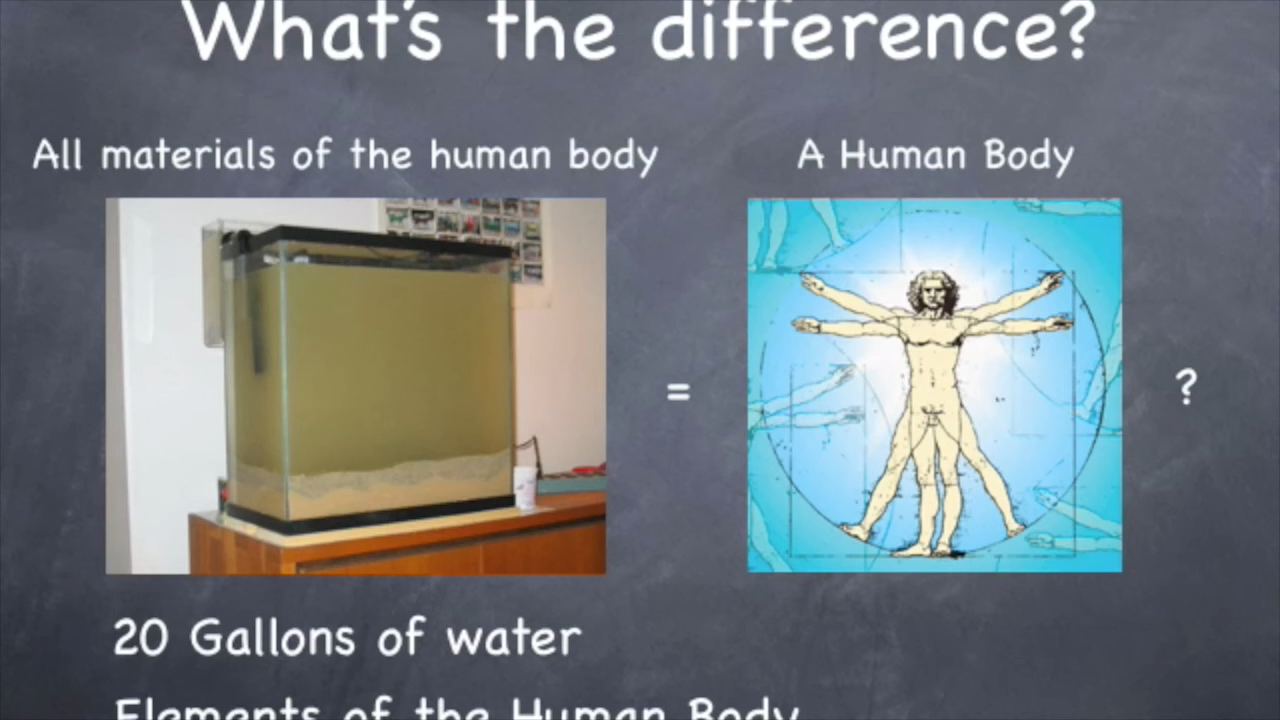 What's the difference?
All materials of the human body
A Human Body
= ?
20 Gallons of water
Elements of the Human Body